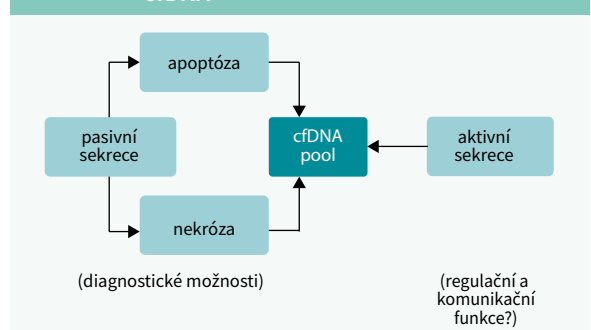 apoptóza
pasivní
sekrece
cfDNA
pool
aktivní
sekrece
nekróza
(diagnostické možnosti)
(regulační a
komunikační
funkce?)